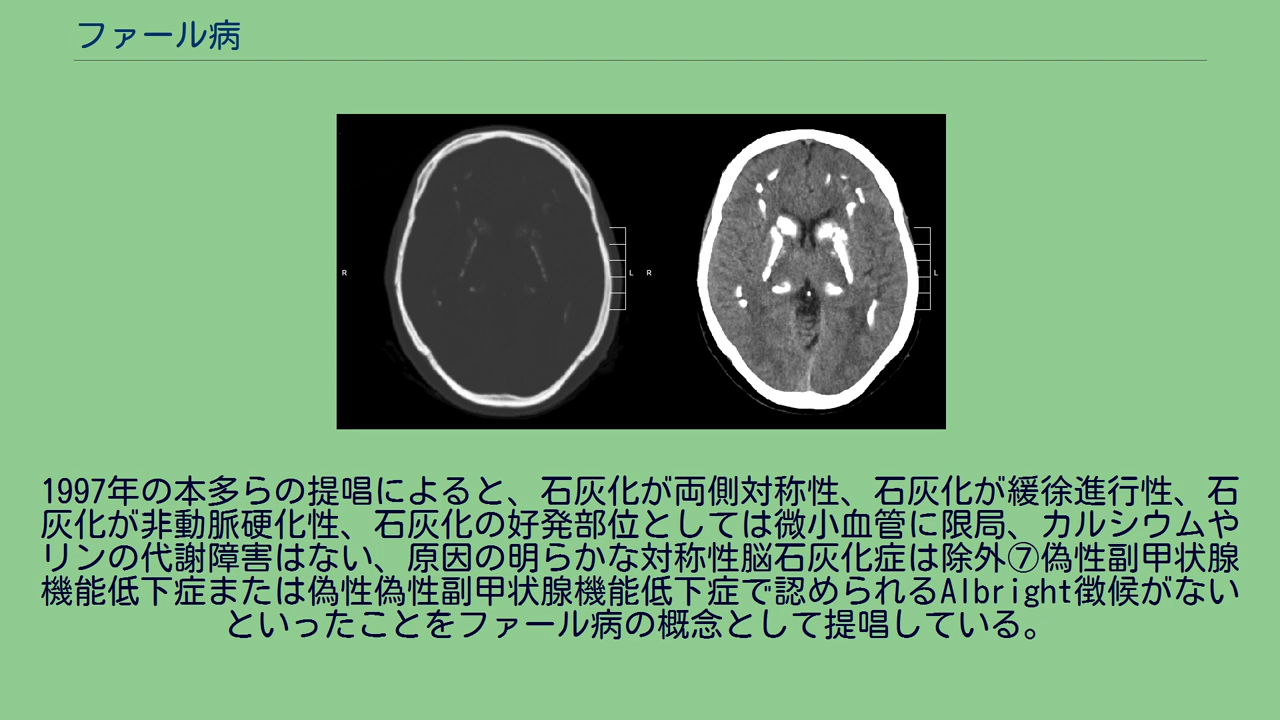 ファール病
R
L
R
L
1997年の本多らの提唱によると、石灰化が両側対称性、石灰化が緩徐進行性、石
灰化が非動脈硬化性、石灰化の好発部位としては微小血管に限局、カルシウムや
リンの代謝障害はない、原因の明らかな対称性脳石灰化症は除外⑦偽性副甲状腺
機能低下症または偽性偽性副甲状腺機能低下症で認められるAlbright徴候がない
といったことをファール病の概念として提唱している。